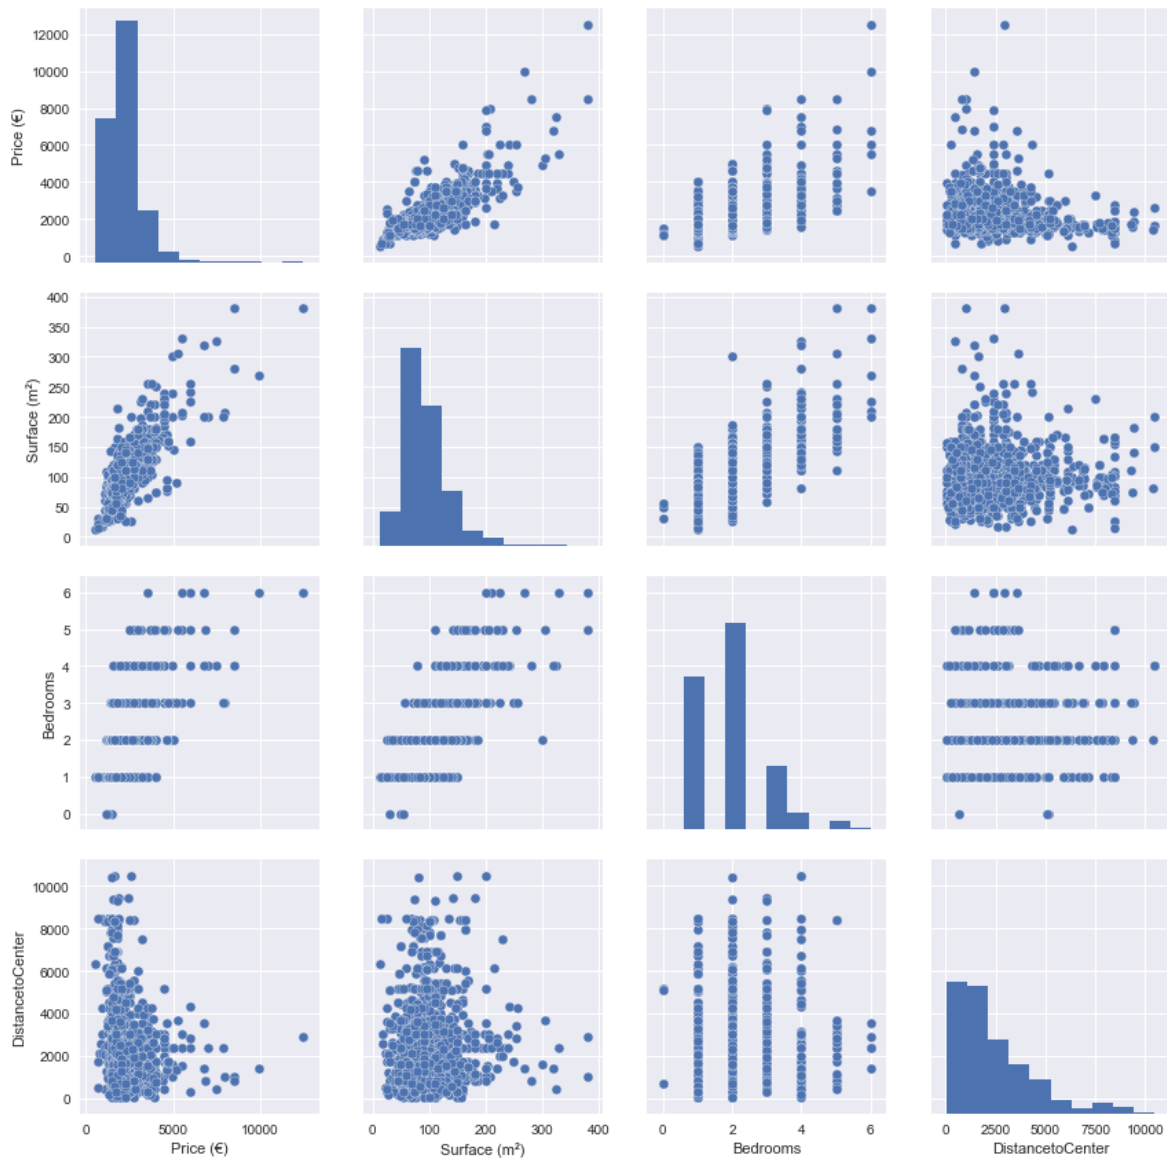 12000
10000
8000
6000
4000
2000
0
Price (€)
400
350
300
250
200
150
100
50
0
Surface (m²)
6
5
4
3
2
1
0
Bedrooms
10000
8000
6000
4000
2000
0
DistancetoCenter
0 5000 10000
Price (€)
0 100 200 300 400
Surface (m²)
0 2 4 6
Bedrooms
0 2500 5000 7500 10000
DistancetoCenter